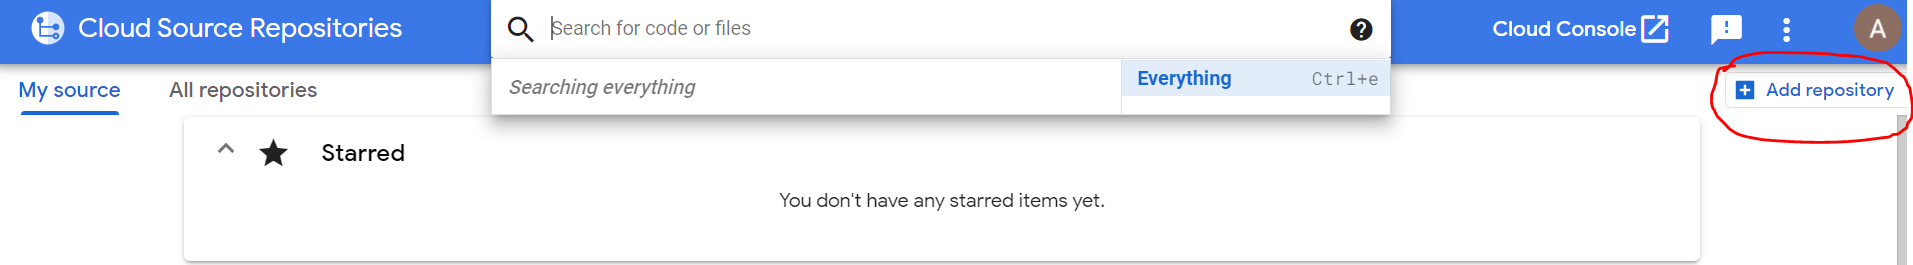 Cloud Source Repositories
Search for code or files
?
Cloud Console
!
A
Searching everything
Everything Ctrl+e
My source
All repositories
Add repository
Starred
You don't have any starred items yet.